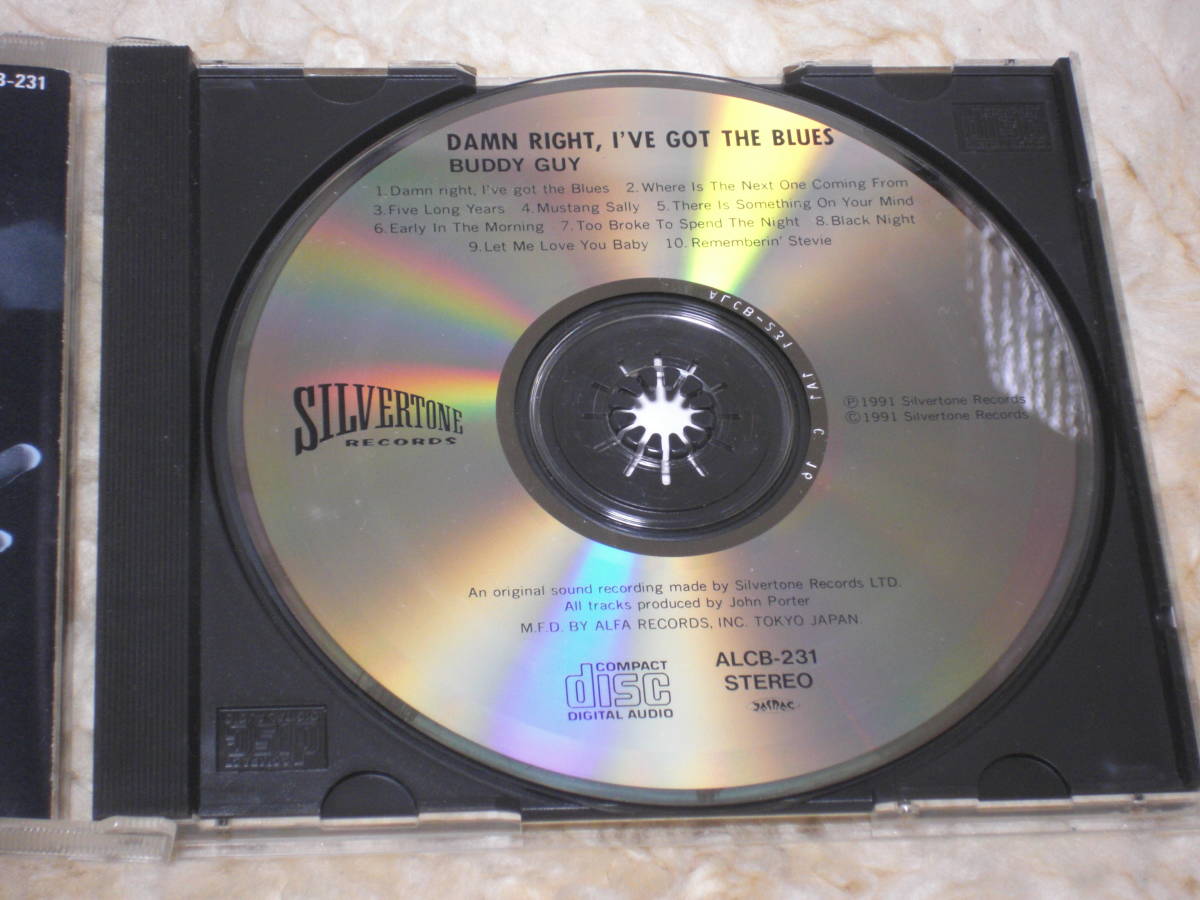 B-231
DAMN RIGHT, I'VE GOT THE BLUES
BUDDY GUY
1.Damn right, I've got the Blues 2.Where Is The Next One Coming From
3.Five Long Years 4.Mustang Sally 5.There Is Something On Your Mind
6.Early In The Morning 7.Too Broke To Spend The Night 8.Black Night
9.Let Me Love You Baby 10.Rememberin' Stevie
SILVERTONE
RECORDS
Ⓟ1991 Silvertone Records
©1991 Silvertone Records
An original sound recording made by Silvertone Records LTD.
All tracks produced by John Porter
M.F.D. BY ALFA RECORDS, INC. TOKYO JAPAN.
COMPACT
disc
DIGITAL AUDIO
ALCB-231
STEREO